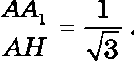 AA₁/AH = 1/√3 .